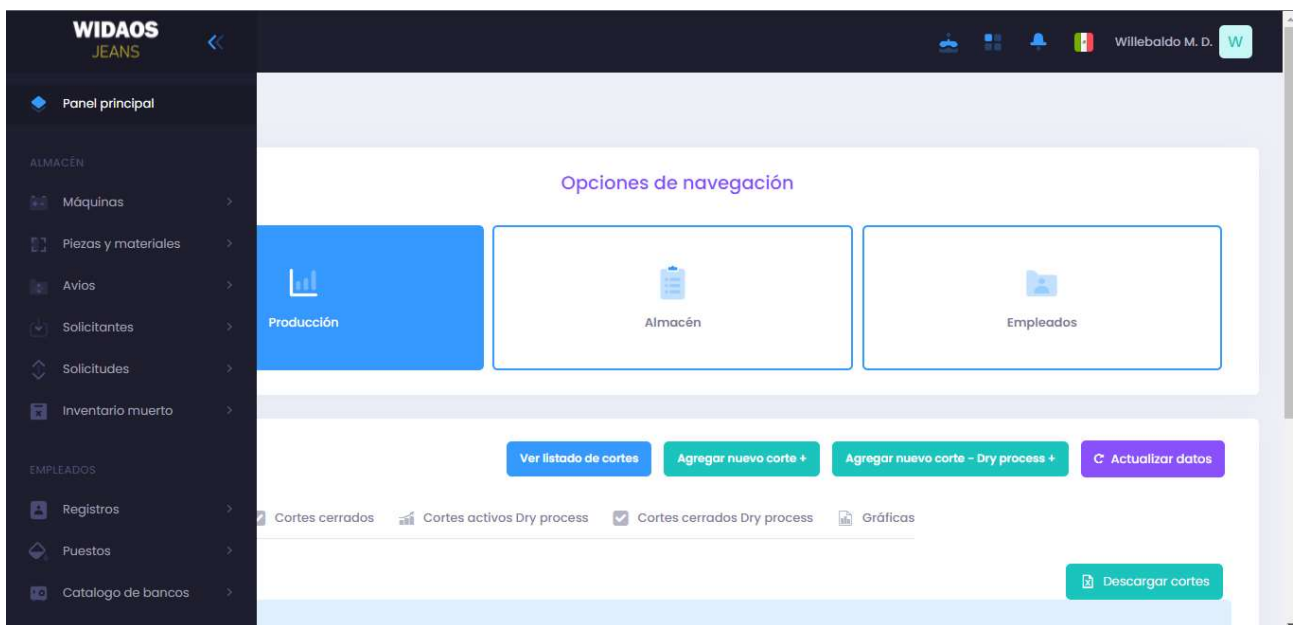 WIDAOS
JEANS
Willebaldo M. D. W
Panel principal
ALMACÉN
Máquinas
Piezas y materiales
Avios
Solicitantes
Solicitudes
Inventario muerto
EMPLEADOS
Registros
Puestos
Catalogo de bancos
Opciones de navegación
Producción
Almacén
Empleados
Ver listado de cortes
Agregar nuevo corte +
Agregar nuevo corte - Dry process +
Actualizar datos
Cortes cerrados
Cortes activos Dry process
Cortes cerrados Dry process
Gráficas
Descargar cortes